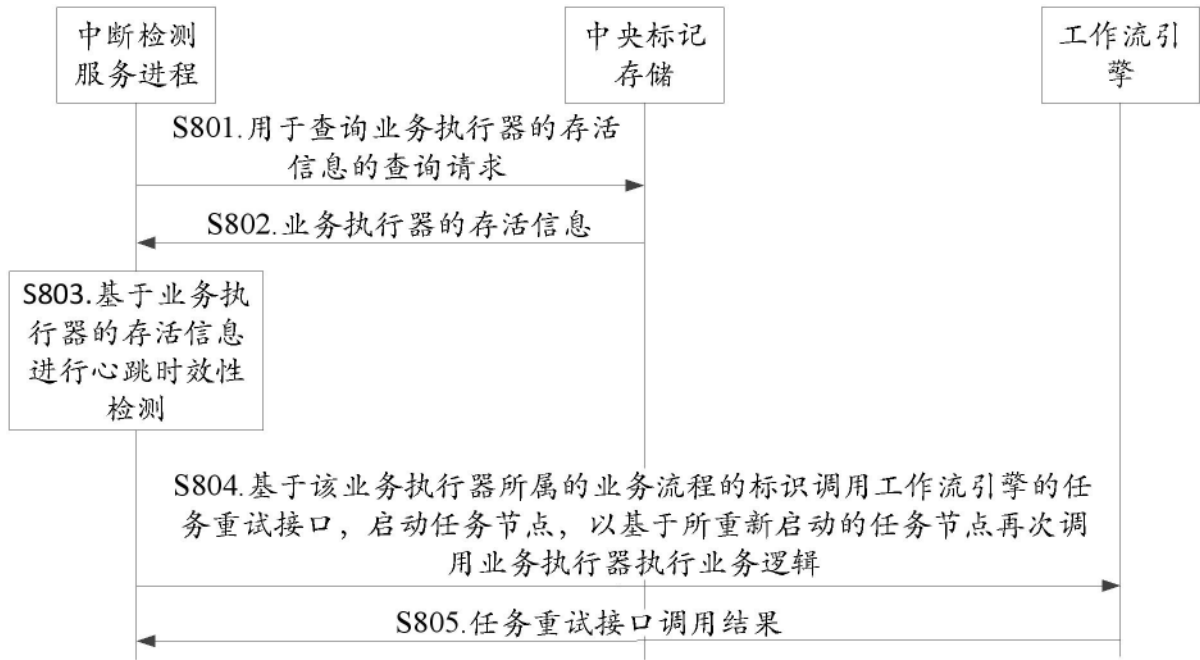 中断检测
服务进程
中央标记
存储
工作流引
擎
S801.用于查询业务执行器的存活
信息的查询请求
S802.业务执行器的存活信息
S803.基于业务执
行器的存活信息
进行心跳时效性
检测
S804.基于该业务执行器所属的业务流程的标识调用工作流引擎的任
务重试接口，启动任务节点，以基于所重新启动的任务节点再次调
用业务执行器执行业务逻辑
S805.任务重试接口调用结果